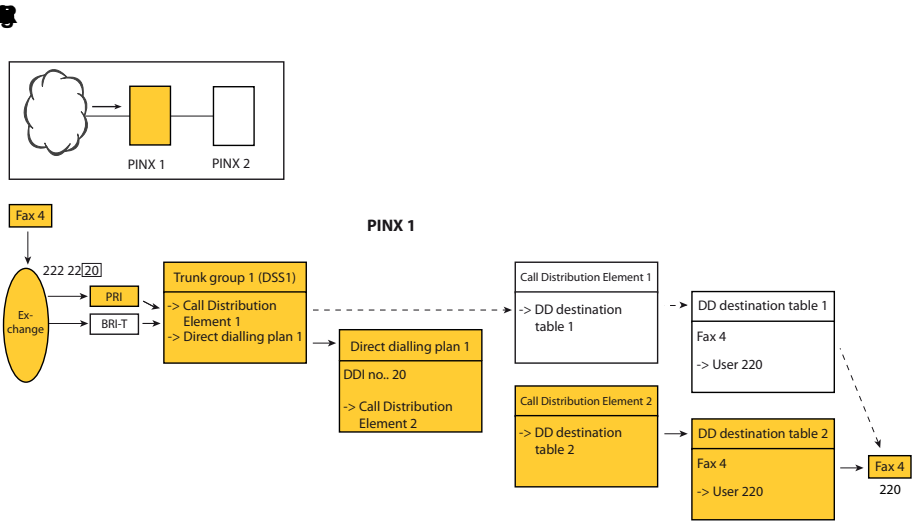 PINX 1
PINX 2
Fax 4
PINX 1
222 22 20
Ex-
change
PRI
BRI-T
Trunk group 1 (DSS1)
-> Call Distribution
Element 1
-> Direct dialling plan 1
Direct dialling plan 1
DDI no.. 20
-> Call Distribution
Element 2
Call Distribution Element 1
-> DD destination
table 1
DD destination table 1
Fax 4
-> User 220
Call Distribution Element 2
-> DD destination
table 2
DD destination table 2
Fax 4
-> User 220
Fax 4
220